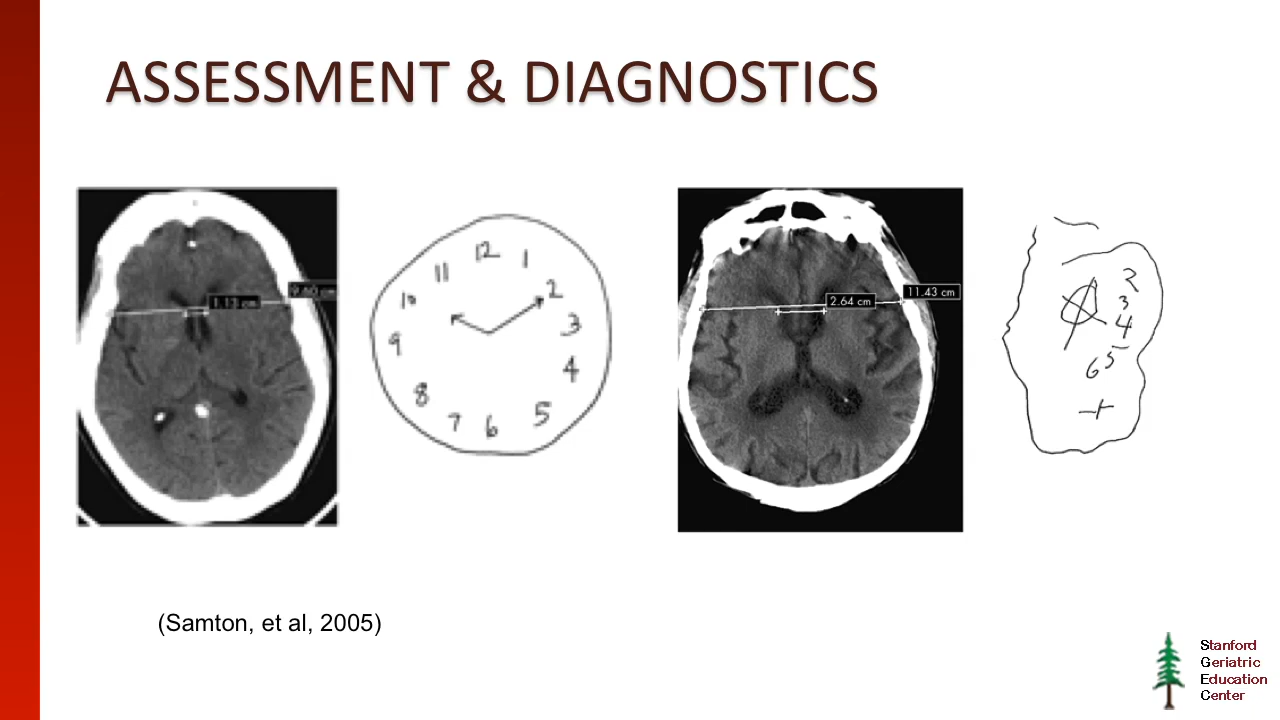 ASSESSMENT & DIAGNOSTICS
1.13 cm
9.60 cm
12
11
1
10
2
9
3
8
4
7
6
5
2.64 cm
11.43 cm
2
3
4
5
6
(Samton, et al, 2005)
Stanford
Geriatric
Education
Center